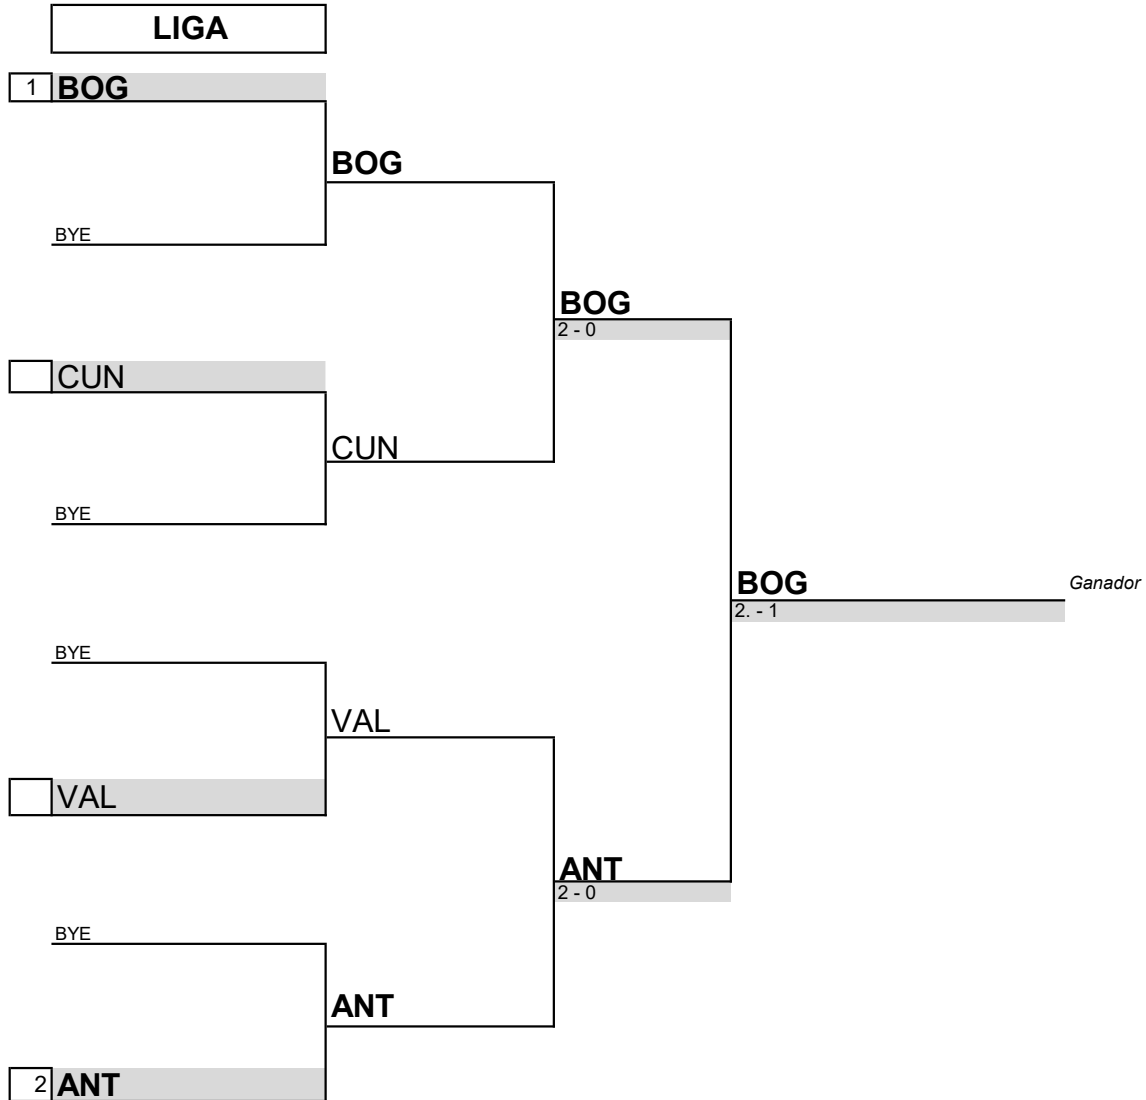 LIGA
1 BOG
BOG
BYE
BOG
2 - 0
CUN
CUN
BYE
BOG
Ganador
2. - 1
BYE
VAL
VAL
ANT
2 - 0
BYE
ANT
2 ANT